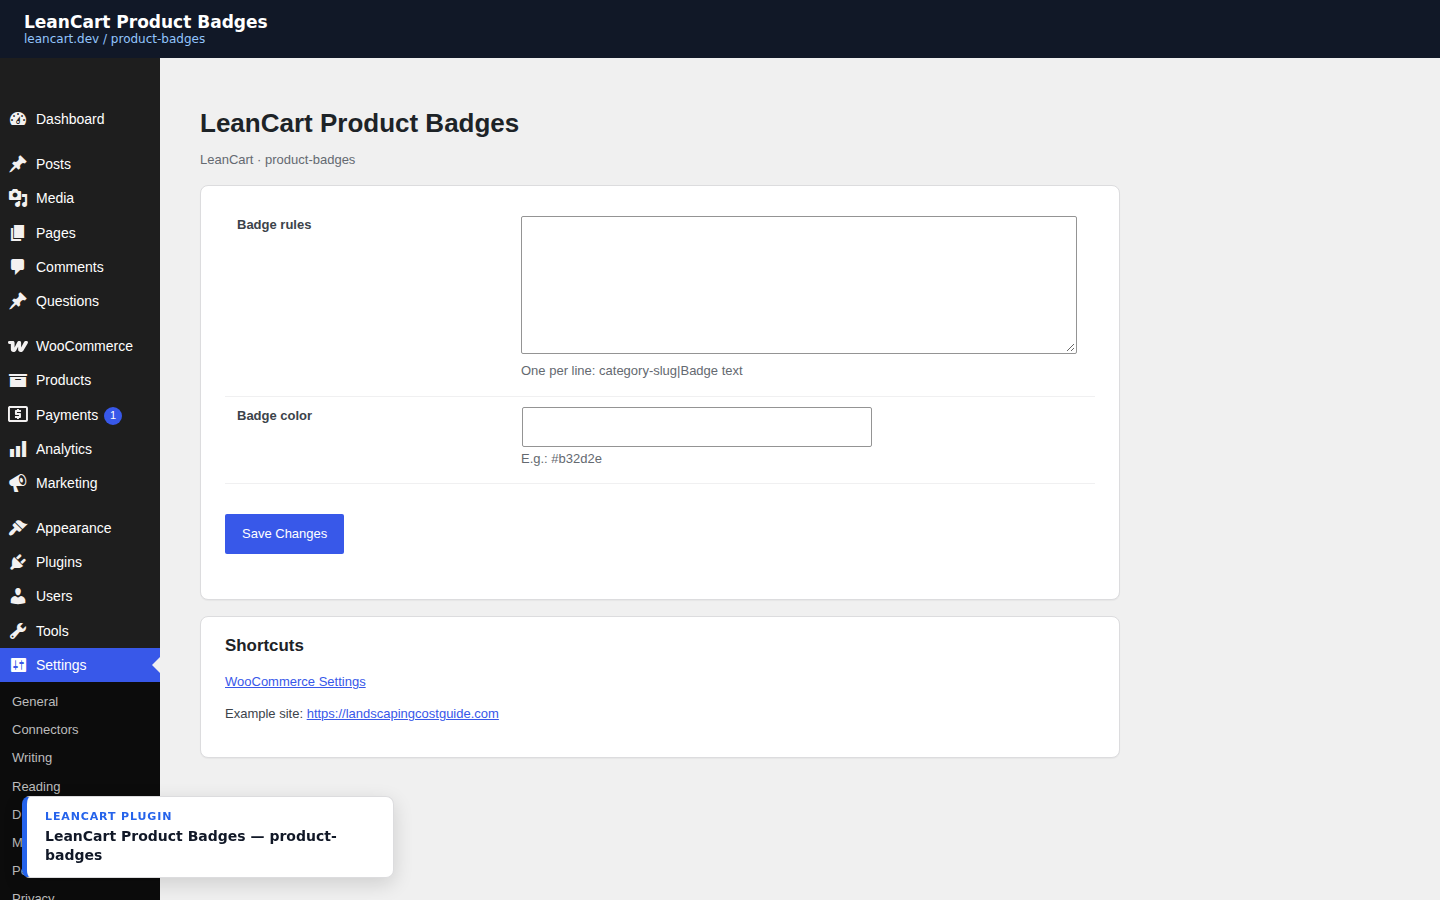 LeanCart Product Badges
leancart.dev / product-badges
Dashboard
Posts
Media
Pages
Comments
Questions
WooCommerce
Products
Payments 1
Analytics
Marketing
Appearance
Plugins
Users
Tools
Settings
General
Connectors
Writing
Reading
D
M
P
Privacy
LeanCart Product Badges
LeanCart · product-badges
Badge rules
One per line: category-slug|Badge text
Badge color
E.g.: #b32d2e
Save Changes
Shortcuts
WooCommerce Settings
Example site: https://landscapingcostguide.com
LEANCART PLUGIN
LeanCart Product Badges — product-
badges